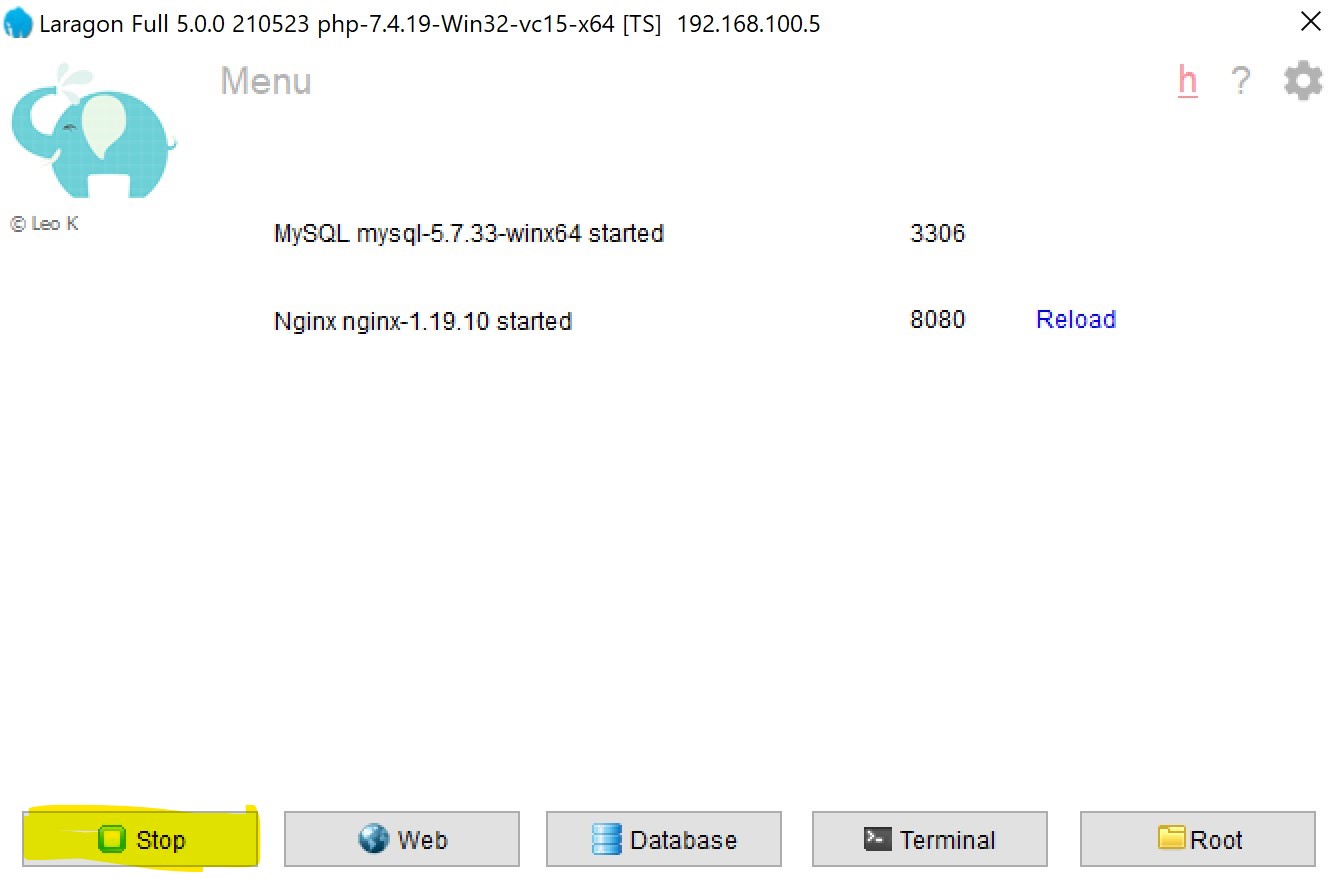 Laragon Full 5.0.0 210523 php-7.4.19-Win32-vc15-x64 [TS]  192.168.100.5
Menu h ?
© Leo K
MySQL mysql-5.7.33-winx64 started 3306
Nginx nginx-1.19.10 started 8080 Reload
Stop Web Database Terminal Root